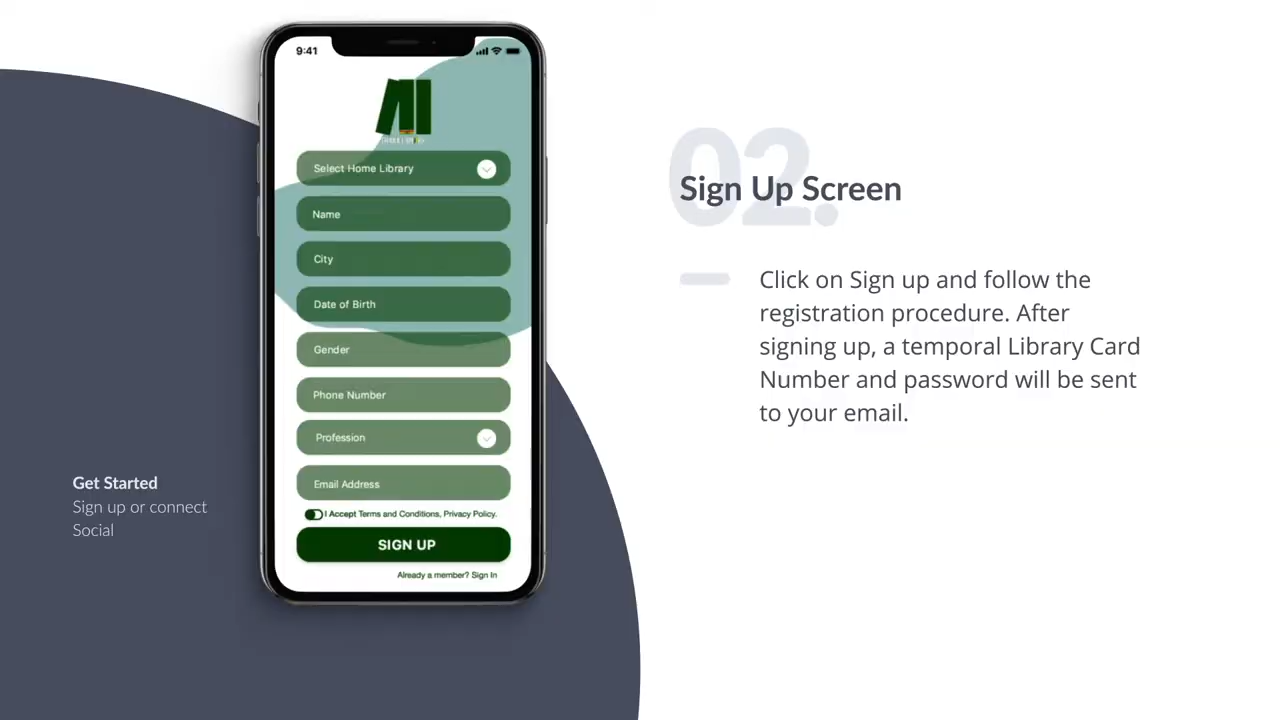 9:41
Select Home Library
Name
City
Date of Birth
Gender
Phone Number
Profession
Email Address
I Accept Terms and Conditions, Privacy Policy.
SIGN UP
Already a member? Sign In
Get Started
Sign up or connect
Social
02.
Sign Up Screen
Click on Sign up and follow the
registration procedure. After
signing up, a temporal Library Card
Number and password will be sent
to your email.